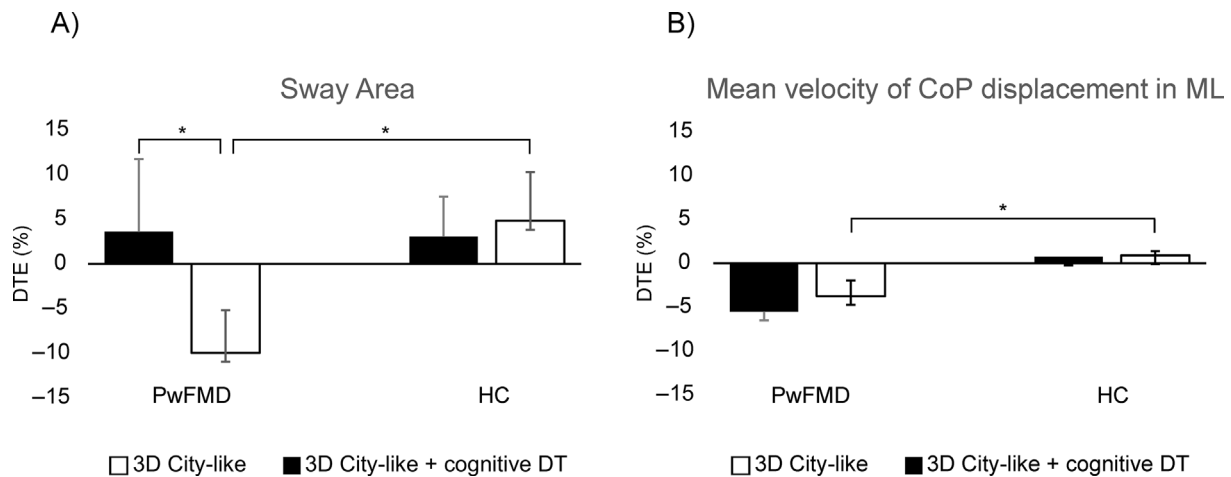 A)
Sway Area
15
10
5
0
–5
–10
–15
DTE (%)
*
*
PwFMD
HC
3D City-like
3D City-like + cognitive DT
B)
Mean velocity of CoP displacement in ML
15
10
5
0
–5
–10
–15
DTE (%)
*
PwFMD
HC
3D City-like
3D City-like + cognitive DT